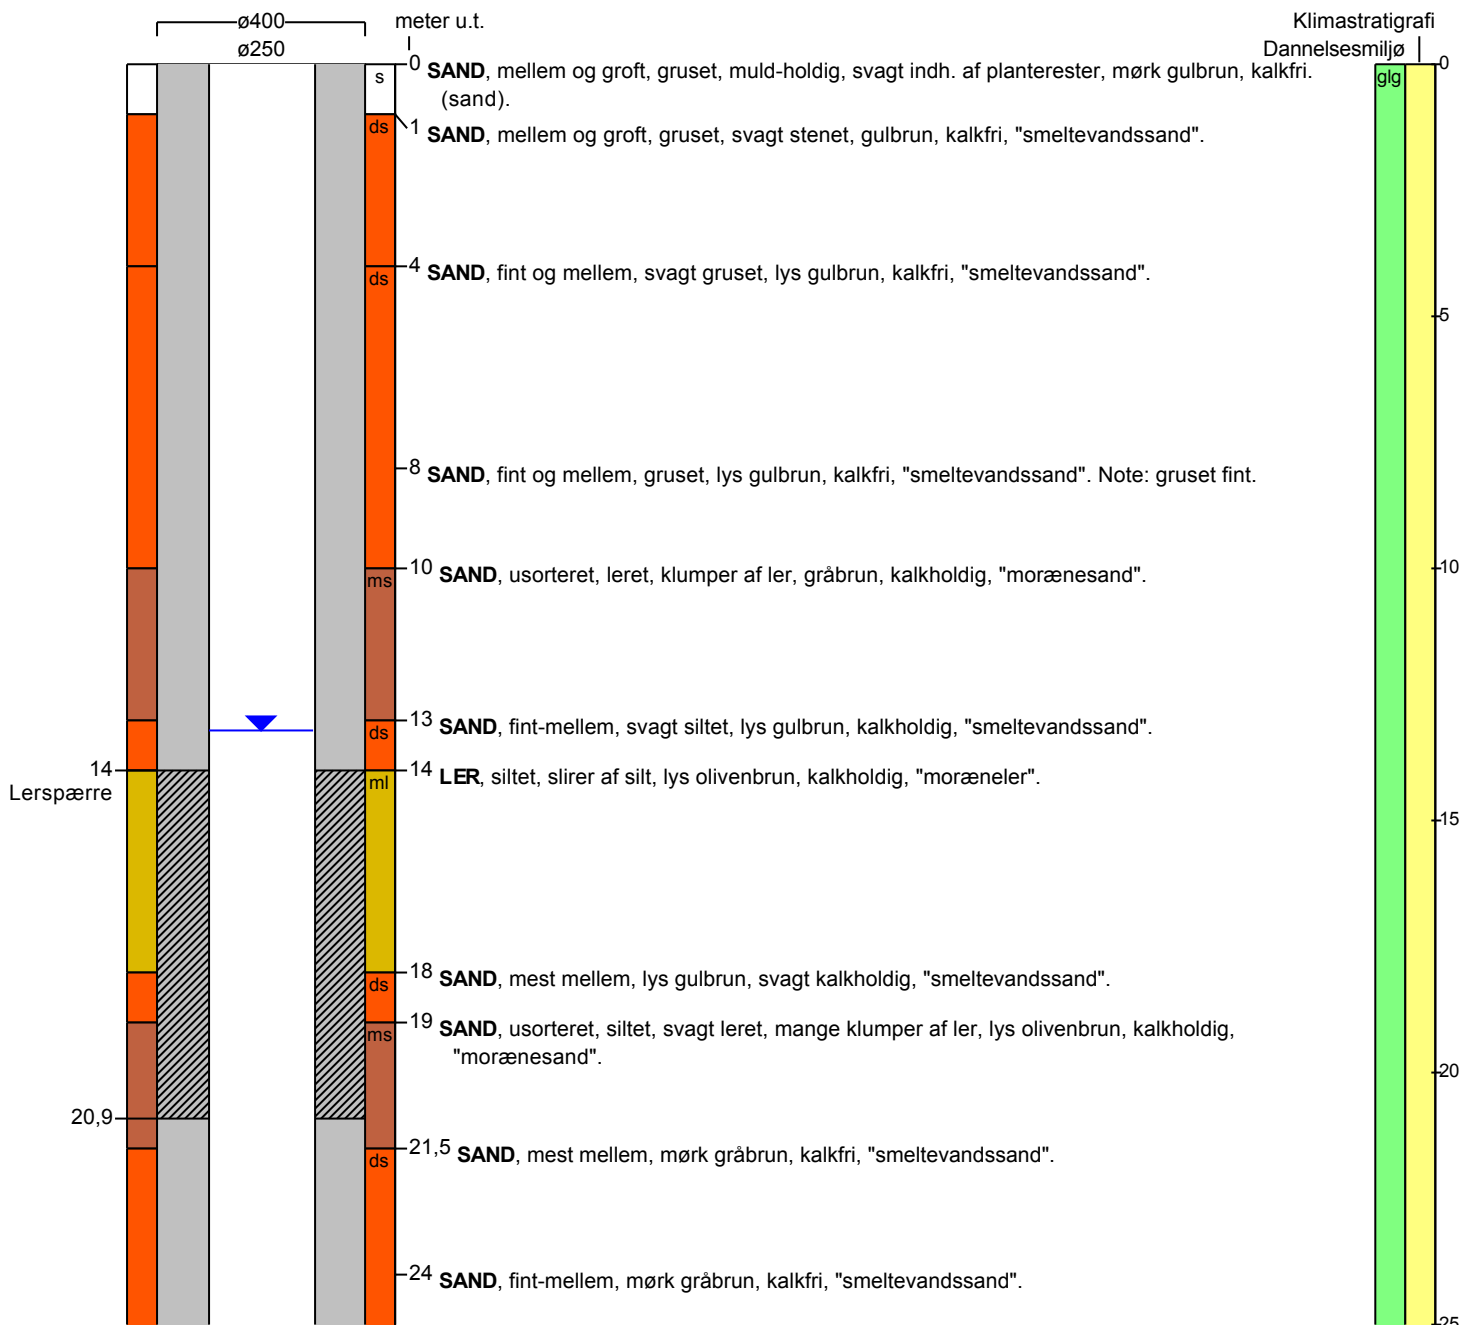 ø400
meter u.t.
Klimastratigrafi
ø250
Dannelsesmiljø
0
s
SAND, mellem og groft, gruset, muld-holdig, svagt indh. af planterester, mørk gulbrun, kalkfri.
(sand).
glg
0
ds
1
SAND, mellem og groft, gruset, svagt stenet, gulbrun, kalkfri, "smeltevandssand".
ds
4
SAND, fint og mellem, svagt gruset, lys gulbrun, kalkfri, "smeltevandssand".
5
8
SAND, fint og mellem, gruset, lys gulbrun, kalkfri, "smeltevandssand". Note: gruset fint.
ms
10
SAND, usorteret, leret, klumper af ler, gråbrun, kalkholdig, "morænesand".
10
ds
13
SAND, fint-mellem, svagt siltet, lys gulbrun, kalkholdig, "smeltevandssand".
14
Lerspærre
ml
14
LER, siltet, slirer af silt, lys olivenbrun, kalkholdig, "moræneler".
15
ds
18
SAND, mest mellem, lys gulbrun, svagt kalkholdig, "smeltevandssand".
ms
19
SAND, usorteret, siltet, svagt leret, mange klumper af ler, lys olivenbrun, kalkholdig,
"morænesand".
20
20,9
ds
21,5
SAND, mest mellem, mørk gråbrun, kalkfri, "smeltevandssand".
24
SAND, fint-mellem, mørk gråbrun, kalkfri, "smeltevandssand".
25